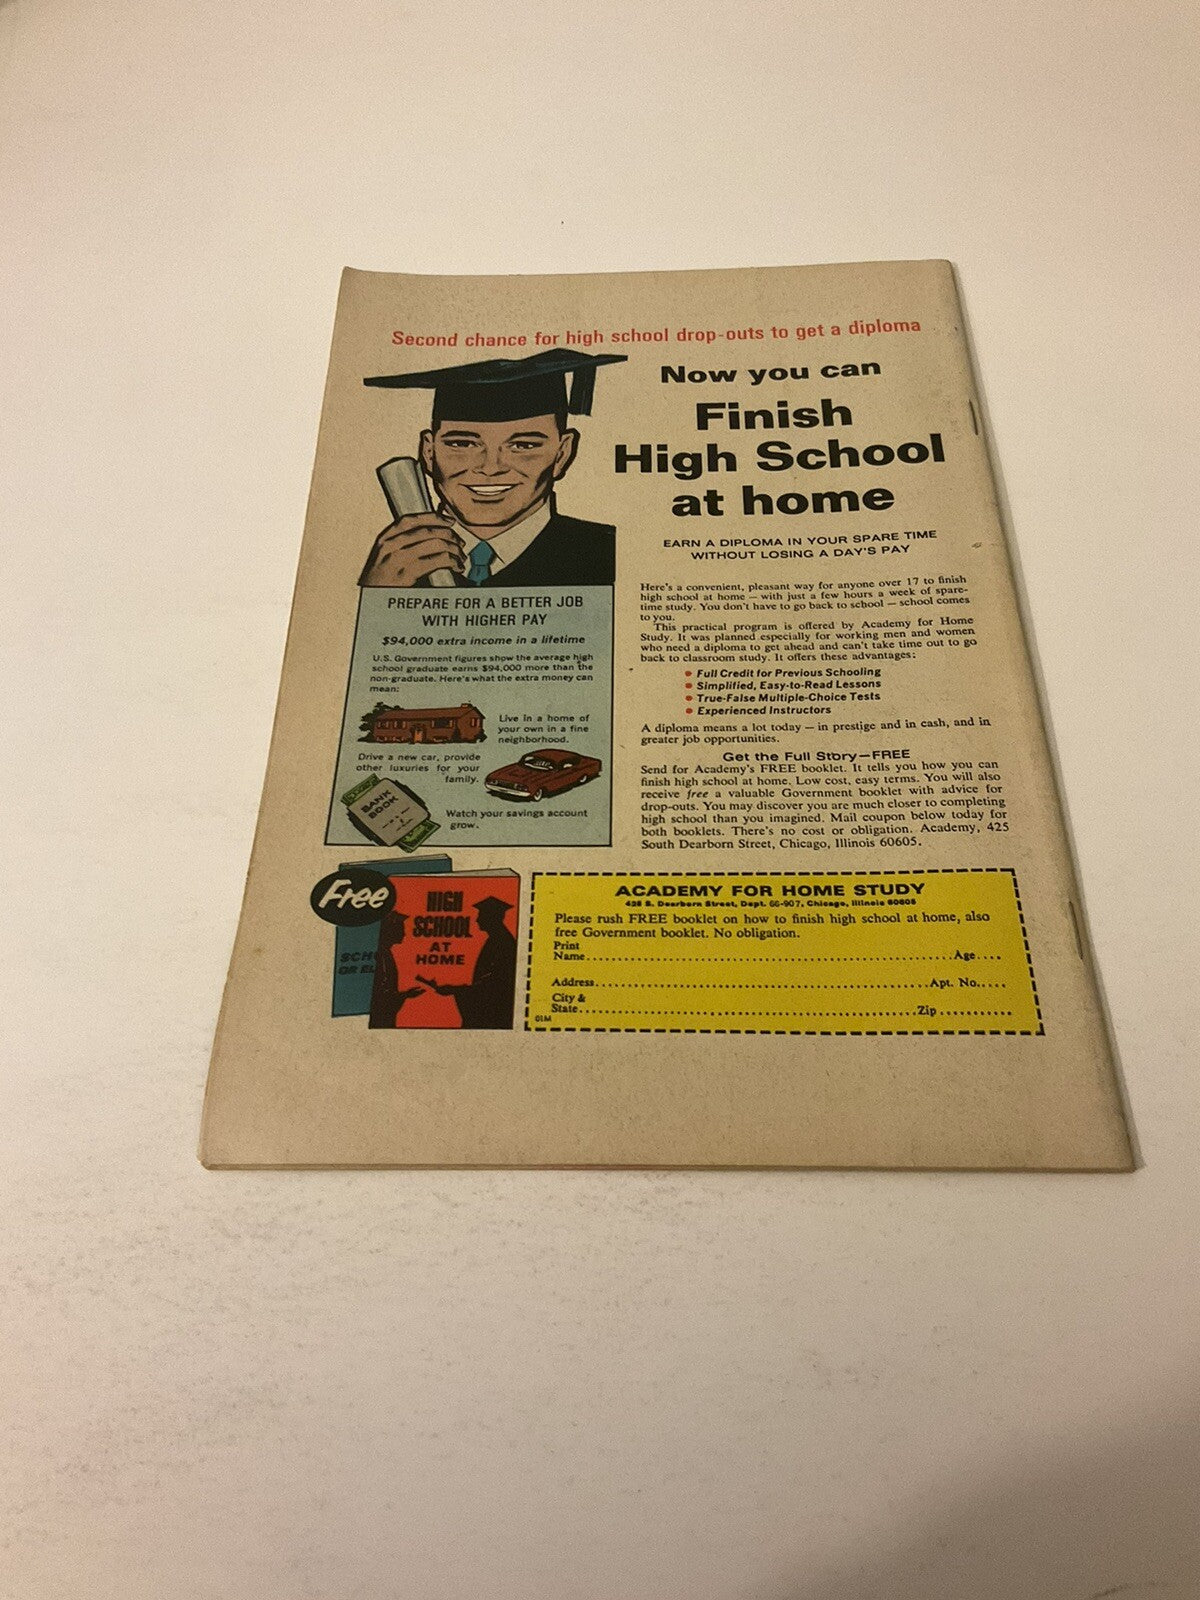 Second chance for high school drop-outs to get a diploma
Now you can
Finish
High School
at home
EARN A DIPLOMA IN YOUR SPARE TIME
WITHOUT LOSING A DAY'S PAY
Here's a convenient, pleasant way for anyone over 17 to finish
high school at home — with just a few hours a week of spare-
time study. You don't have to go back to school — school comes
to you.
This practical program is offered by Academy for Home
Study. It was planned especially for working men and women
who need a diploma to get ahead and can't take time out to go
back to classroom study. It offers these advantages:
• Full Credit for Previous Schooling
• Simplified, Easy-to-Read Lessons
• True-False Multiple-Choice Tests
• Experienced Instructors
A diploma means a lot today — in prestige and in cash, and in
greater job opportunities.
Get the Full Story—FREE
Send for Academy's FREE booklet. It tells you how you can
finish high school at home. Low cost, easy terms. You will also
receive free a valuable Government booklet with advice for
drop-outs. You may discover you are much closer to completing
high school than you imagined. Mail coupon below today for
both booklets. There's no cost or obligation. Academy, 425
South Dearborn Street, Chicago, Illinois 60605.
PREPARE FOR A BETTER JOB
WITH HIGHER PAY
$94,000 extra income in a lifetime
U.S. Government figures show the average high
school graduate earns $94,000 more than the
non-graduate. Here's what the extra money can
mean:
Live in a home of
your own in a fine
neighborhood.
Drive a new car, provide
other luxuries for your
family.
BANK
BOOK
Watch your savings account
grow.
Free
HIGH
SCHOOL
AT
HOME
SCH
OR EL
ACADEMY FOR HOME STUDY
425 S. Dearborn Street, Dept. 66-907, Chicago, Illinois 60605
Please rush FREE booklet on how to finish high school at home, also
free Government booklet. No obligation.
Print
Name Age
Address Apt. No.
City &
State Zip
01M